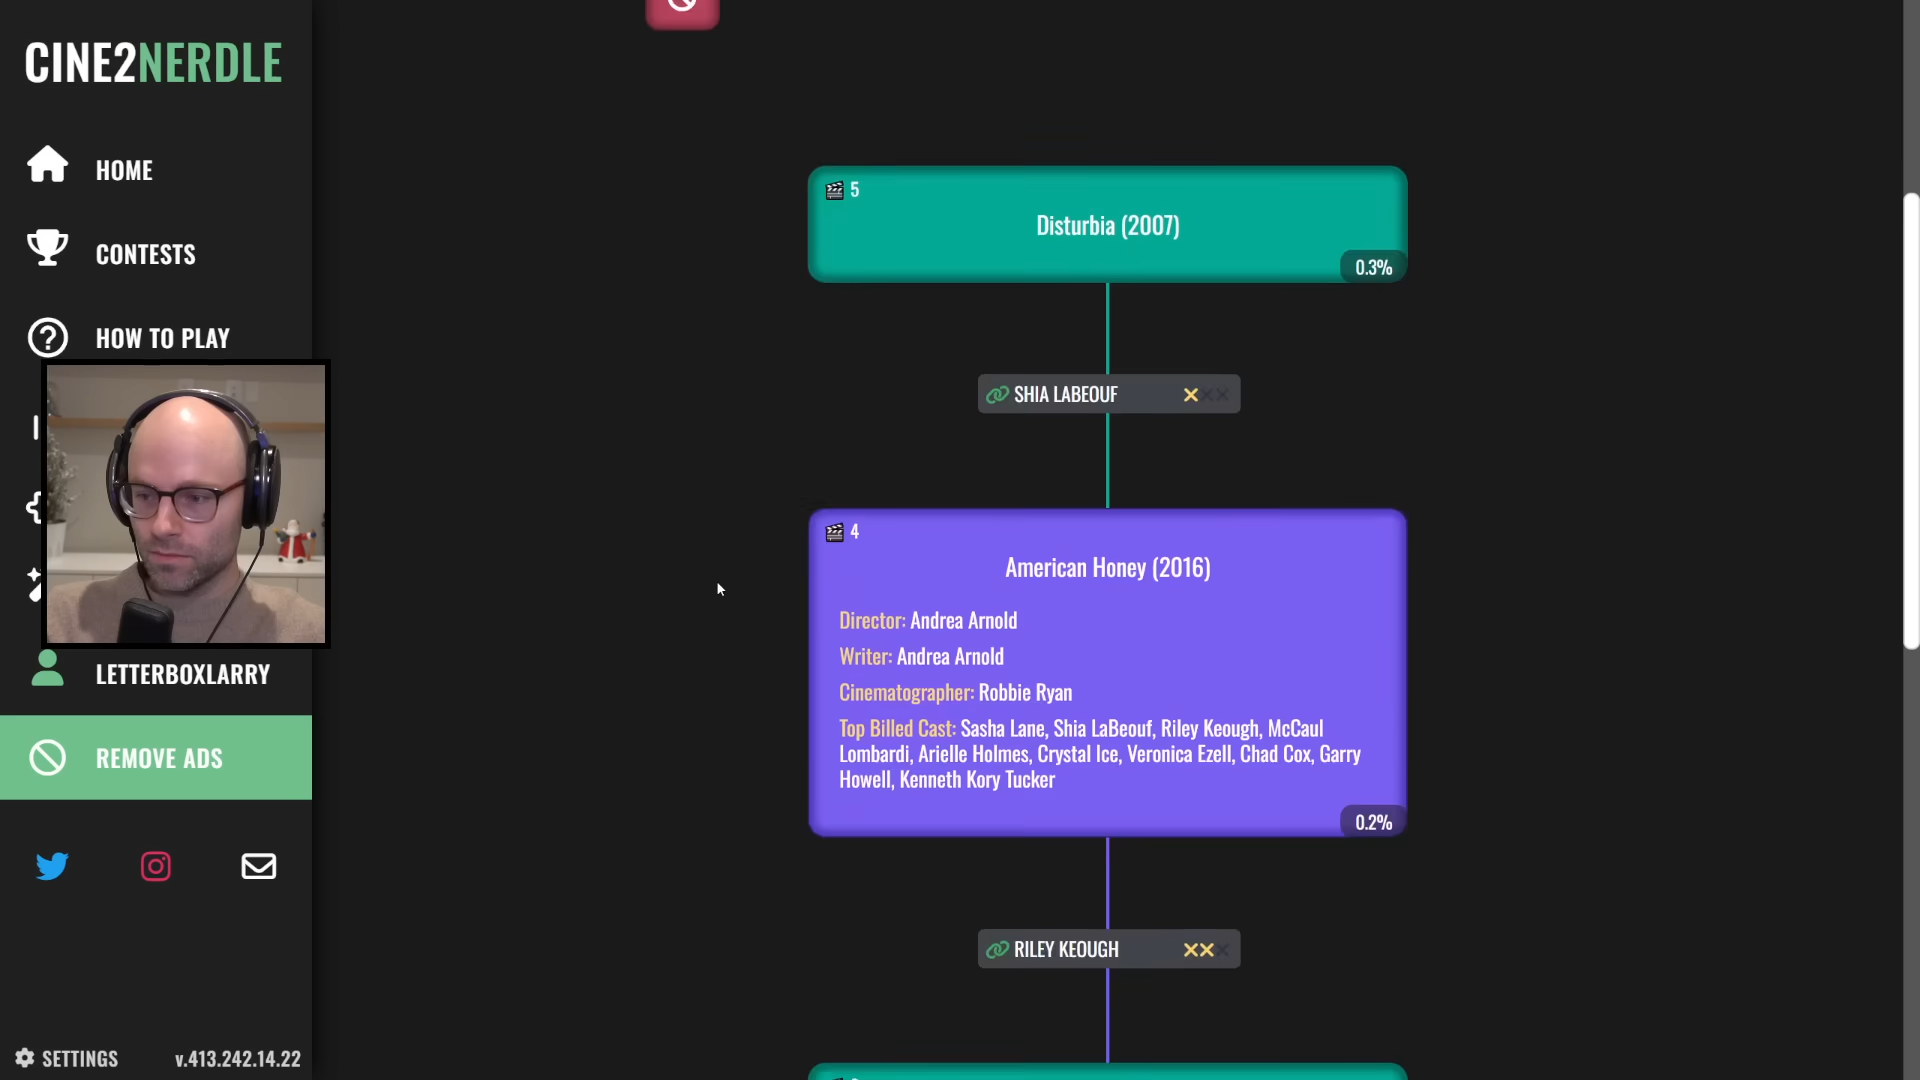 CINE2NERDLE
HOME
CONTESTS
HOW TO PLAY
LETTERBOXLARRY
REMOVE ADS
SETTINGS
v.413.242.14.22
5
Disturbia (2007)
0.3%
SHIA LABEOUF
4
American Honey (2016)
Director: Andrea Arnold
Writer: Andrea Arnold
Cinematographer: Robbie Ryan
Top Billed Cast: Sasha Lane, Shia LaBeouf, Riley Keough, McCaul
Lombardi, Arielle Holmes, Crystal Ice, Veronica Ezell, Chad Cox, Garry
Howell, Kenneth Kory Tucker
0.2%
RILEY KEOUGH